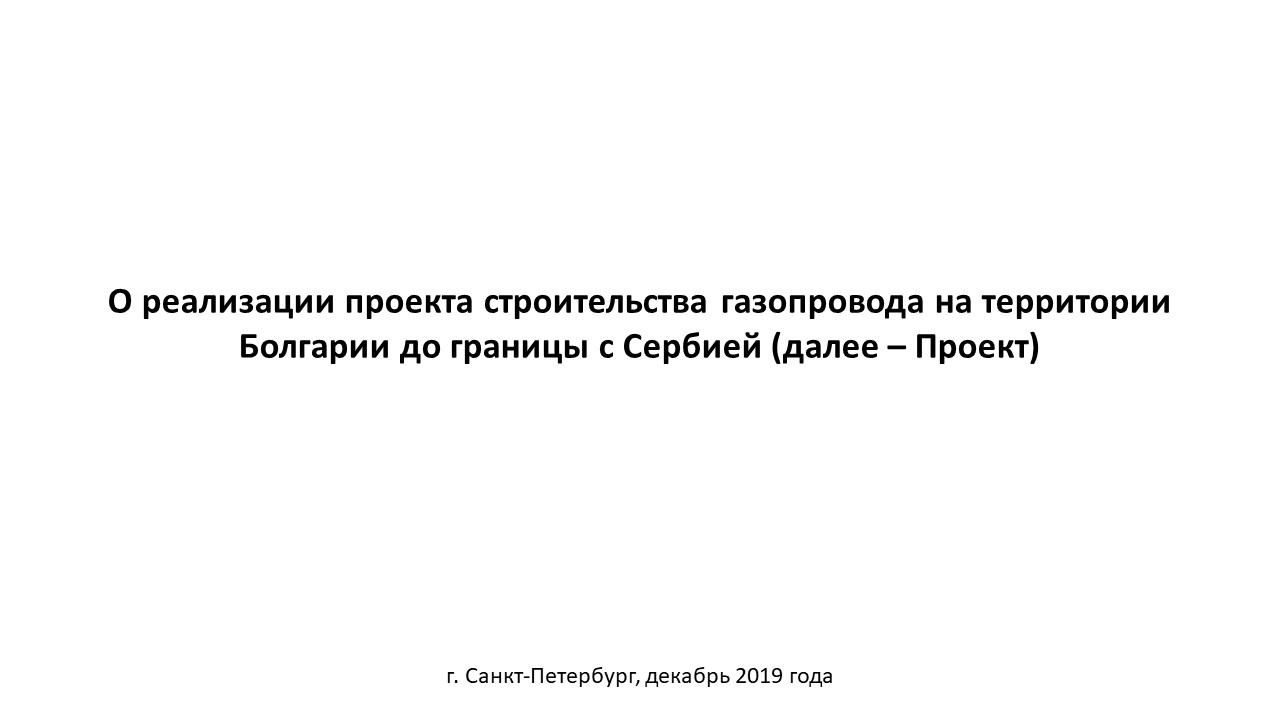 О реализации проекта строительства газопровода на территории
Болгарии до границы с Сербией (далее – Проект)
г. Санкт-Петербург, декабрь 2019 года